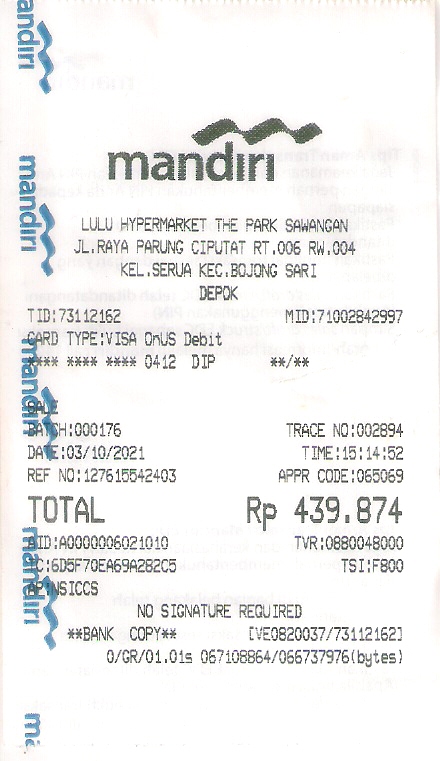 mandiri
LULU HYPERMARKET THE PARK SAWANGAN
JL.RAYA PARUNG CIPUTAT RT.006 RW.004
KEL.SERUA KEC.BOJONG SARI
DEPOK
TID:73112162 MID:71002842997
CARD TYPE:VISA OnUS Debit
**** **** **** 0412 DIP **/**
SALE
BATCH:000176 TRACE NO:002894
DATE:03/10/2021 TIME:15:14:52
REF NO:127615542403 APPR CODE:065069
TOTAL Rp 439.874
AID:A0000006021010 TVR:0880048000
TC:6D5F70EA69A282C5 TSI:F800
AP:NSICCS
NO SIGNATURE REQUIRED
**BANK COPY** [VE0820037/73112162]
0/GR/01.01s 067108864/066737976(bytes)
mandiri
mandiri
mandiri
mandiri